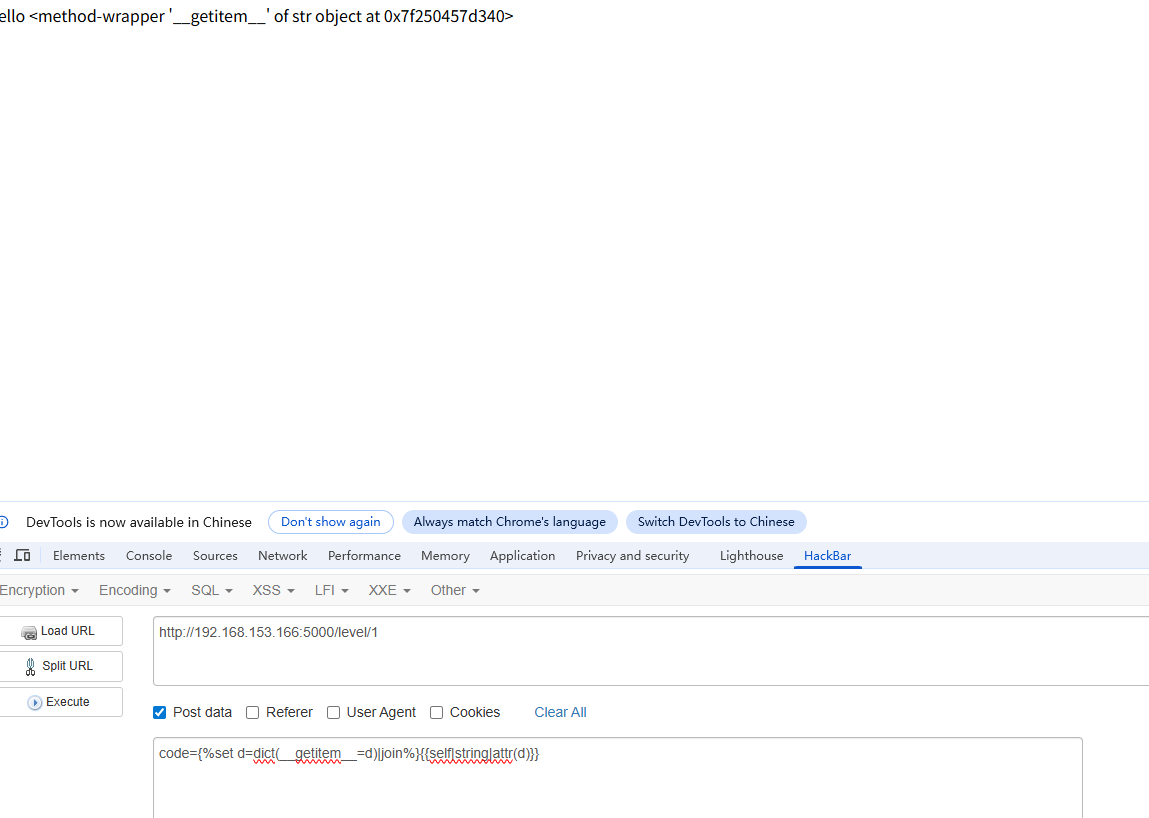 ello <method-wrapper '__getitem__' of str object at 0x7f250457d340>
DevTools is now available in Chinese Don't show again Always match Chrome's language Switch DevTools to Chinese
Elements Console Sources Network Performance Memory Application Privacy and security Lighthouse HackBar
Encryption Encoding SQL XSS LFI XXE Other
Load URL
http://192.168.153.166:5000/level/1
Split URL
Execute
Post data Referer User Agent Cookies Clear All
code={%set d=dict(__getitem__=d)|join%}{{self|string|attr(d)}}